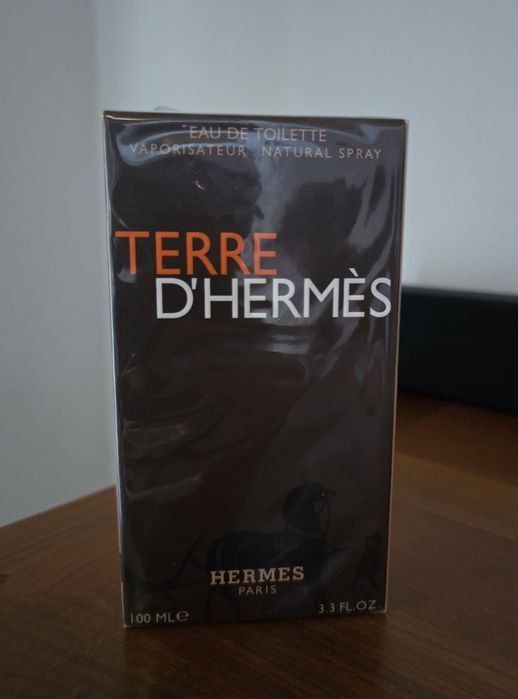 EAU DE TOILETTE
VAPORISATEUR . NATURAL SPRAY
TERRE
D'HERMÈS
HERMES
PARIS
100 ML℮ 3.3 FL.OZ.